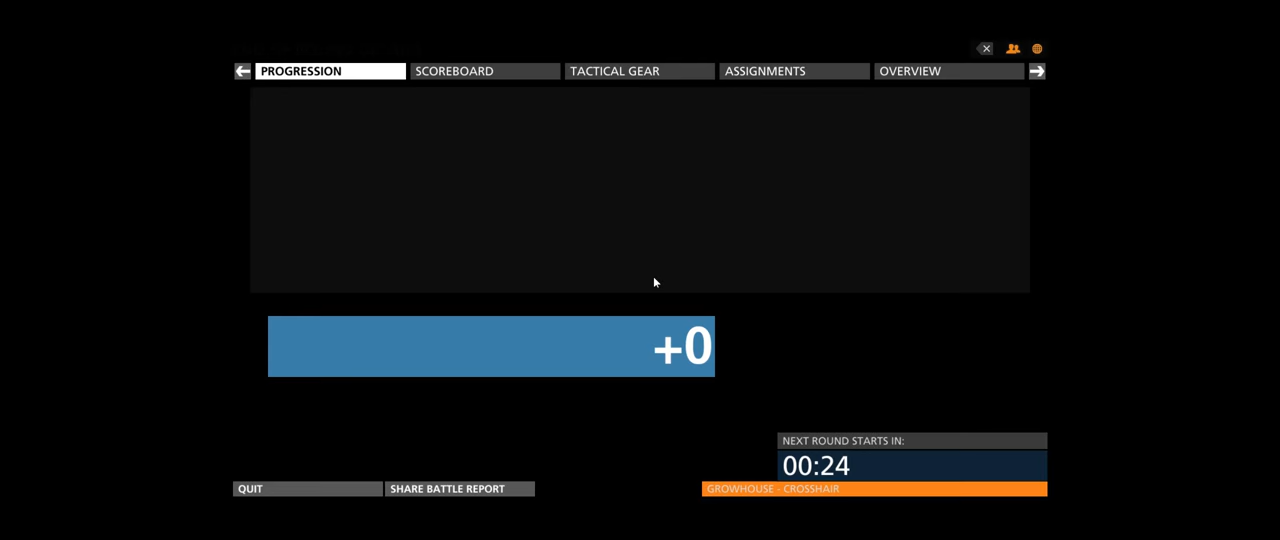 PROGRESSION
SCOREBOARD
TACTICAL GEAR
ASSIGNMENTS
OVERVIEW
+0
NEXT ROUND STARTS IN:
00:24
QUIT
SHARE BATTLE REPORT
GROWHOUSE - CROSSHAIR